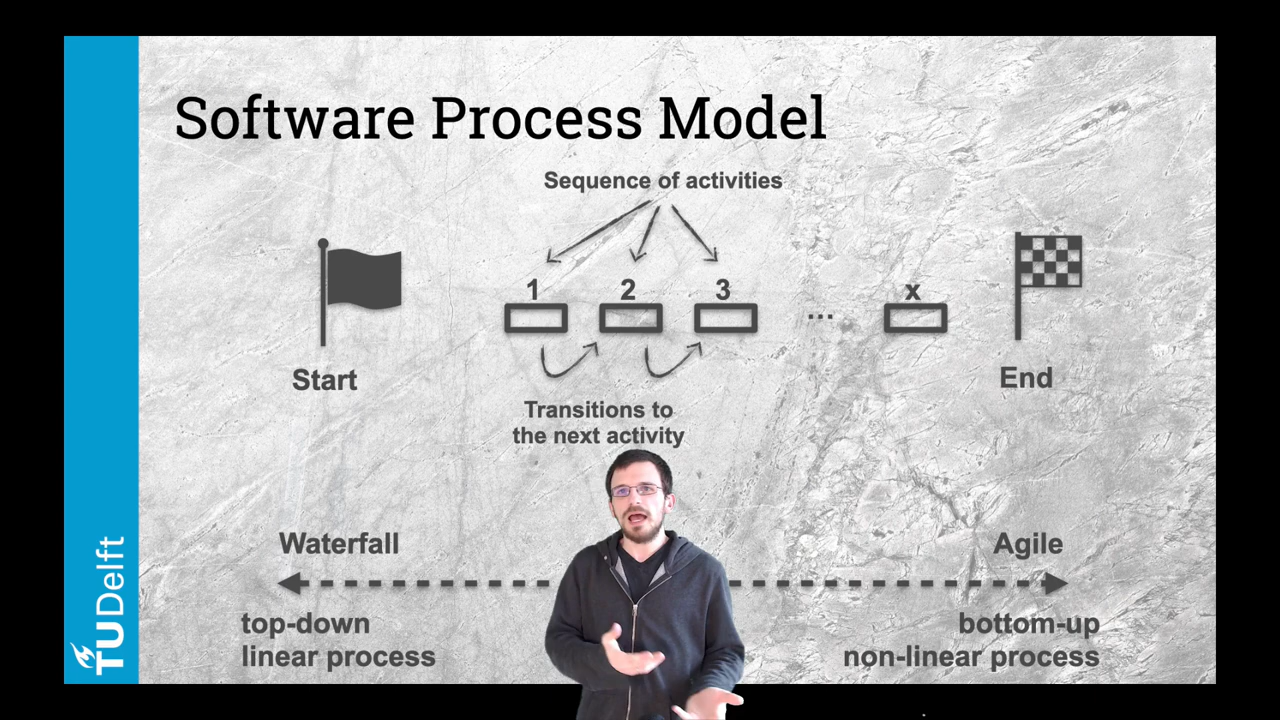 Software Process Model
Sequence of activities
1 2 3 x
...
Start
End
Transitions to
the next activity
Waterfall
Agile
top-down
linear process
bottom-up
non-linear process
TUDelft